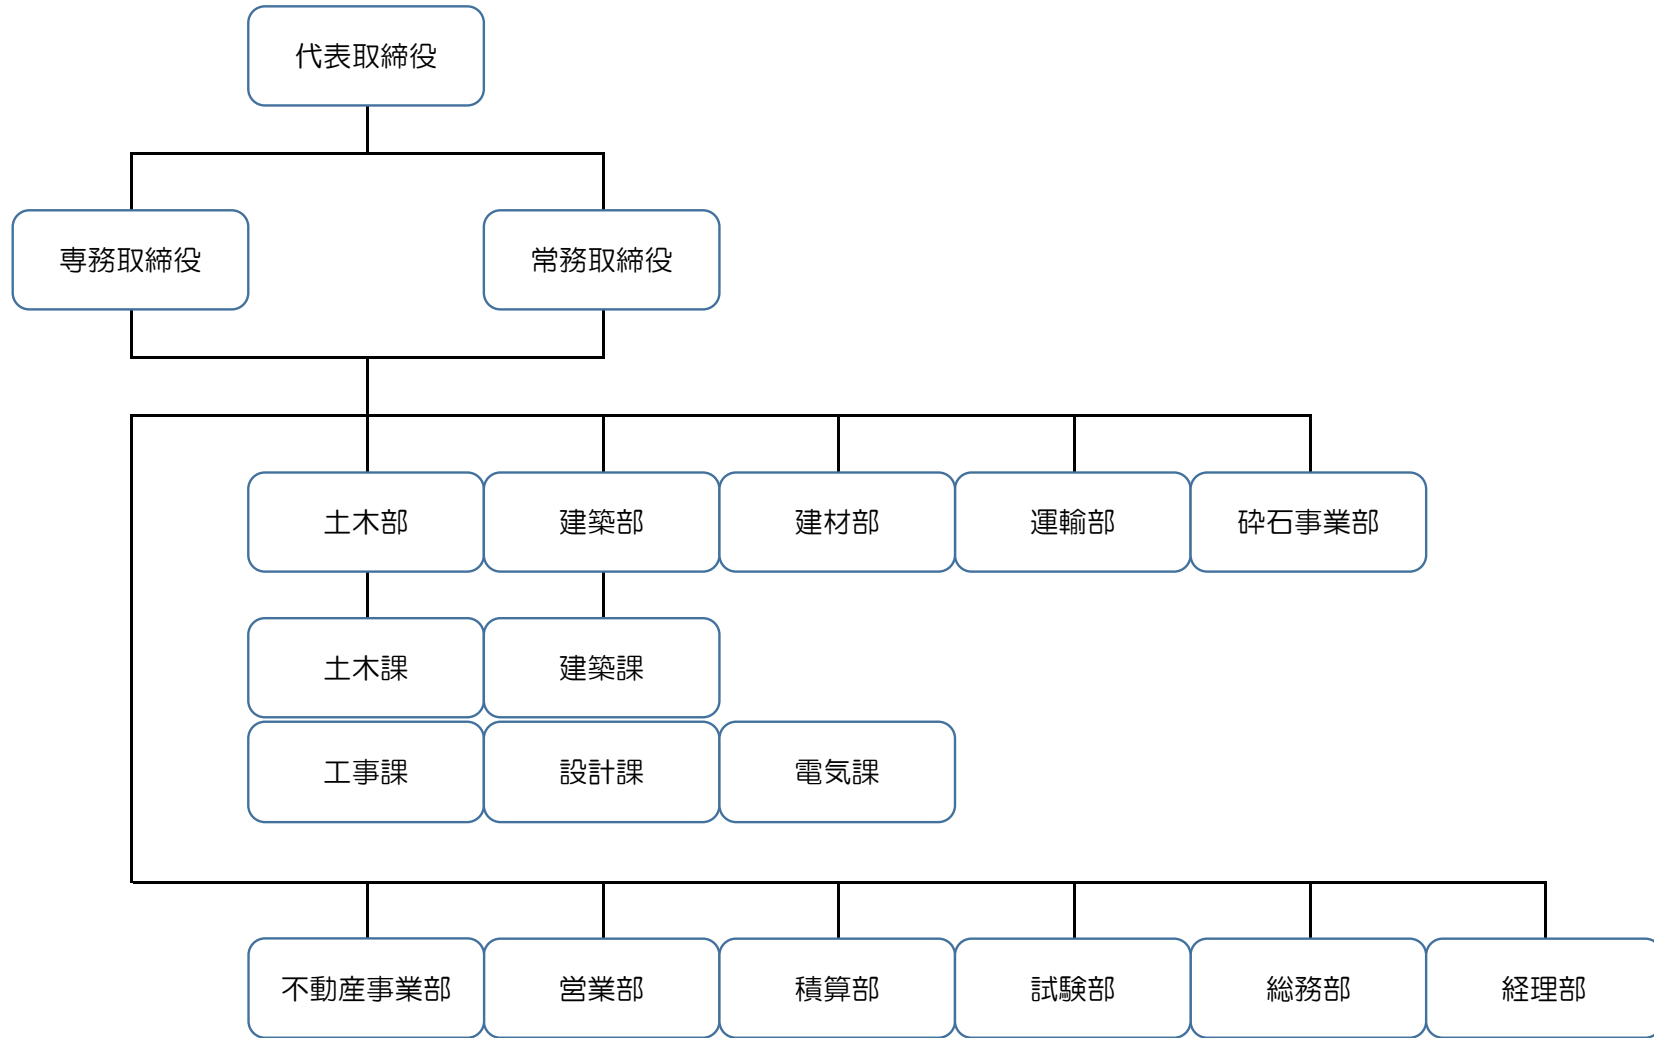 代表取締役
専務取締役
常務取締役
土木部
建築部
建材部
運輸部
砕石事業部
土木課
建築課
工事課
設計課
電気課
不動産事業部
営業部
積算部
試験部
総務部
経理部